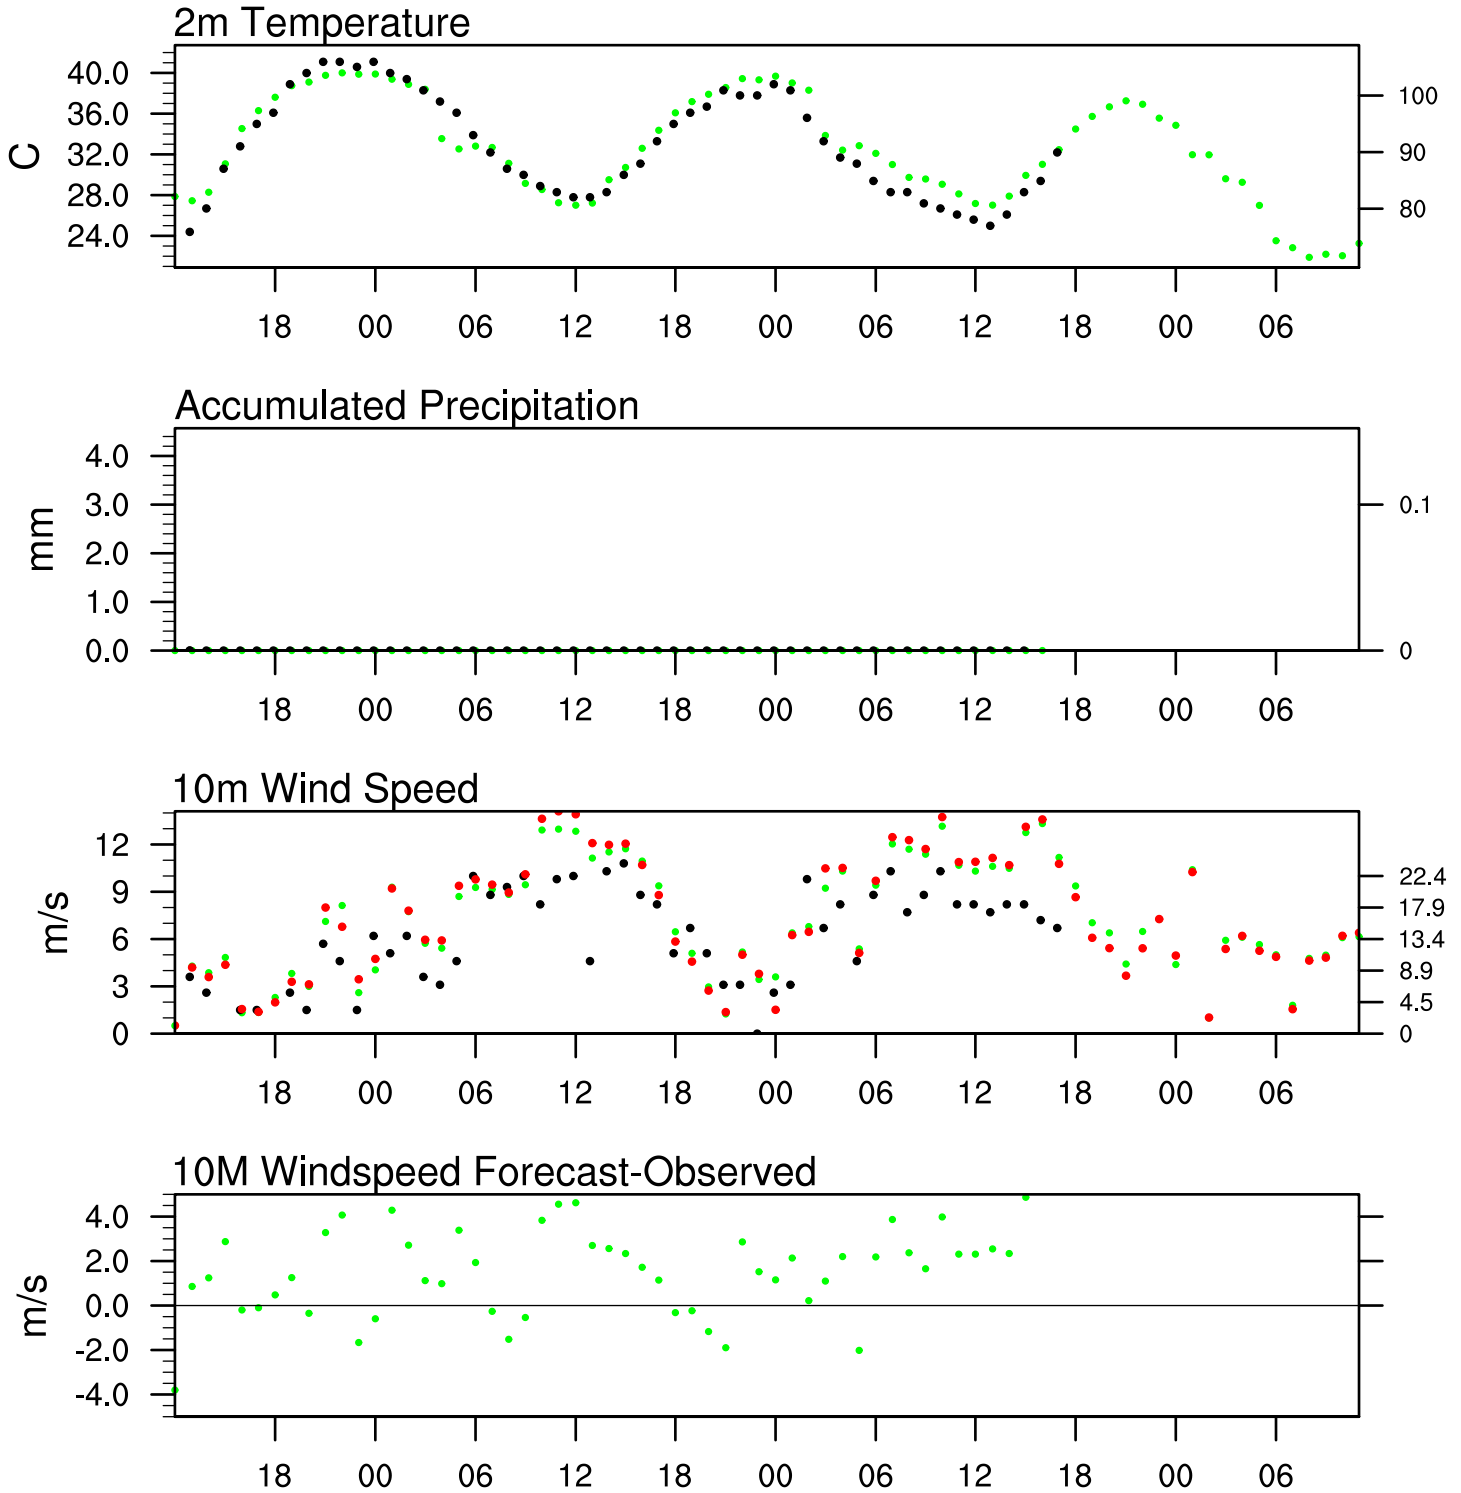 2m Temperature
40.0
36.0
32.0
28.0
24.0
C
100
90
80
18 00 06 12 18 00 06 12 18 00 06
Accumulated Precipitation
4.0
3.0
2.0
1.0
0.0
mm
0.1
0
18 00 06 12 18 00 06 12 18 00 06
10m Wind Speed
12
9
6
3
0
m/s
22.4
17.9
13.4
8.9
4.5
0
18 00 06 12 18 00 06 12 18 00 06
10M Windspeed Forecast-Observed
4.0
2.0
0.0
-2.0
-4.0
m/s
18 00 06 12 18 00 06 12 18 00 06